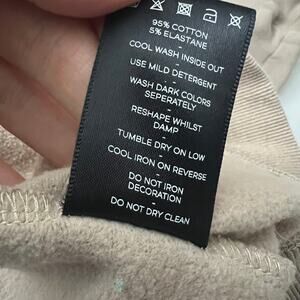 95% COTTON
5% ELASTANE
-
COOL WASH INSIDE OUT
-
USE MILD DETERGENT
-
WASH DARK COLORS
SEPERATELY
-
RESHAPE WHILST
DAMP
-
TUMBLE DRY ON LOW
-
COOL IRON ON REVERSE
-
DO NOT IRON
DECORATION
-
DO NOT DRY CLEAN